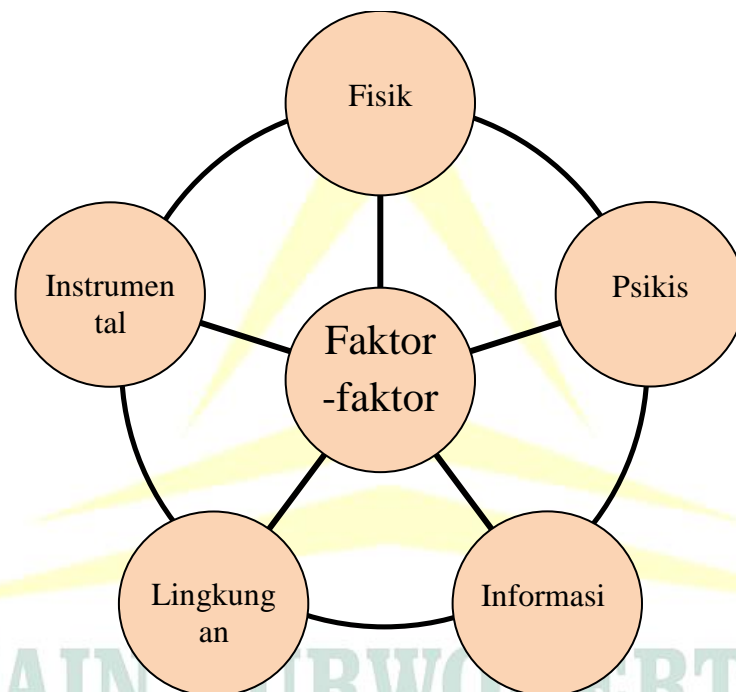 Fisik
Instrumen
tal
Psikis
Faktor
-faktor
Lingkung
an
Informasi